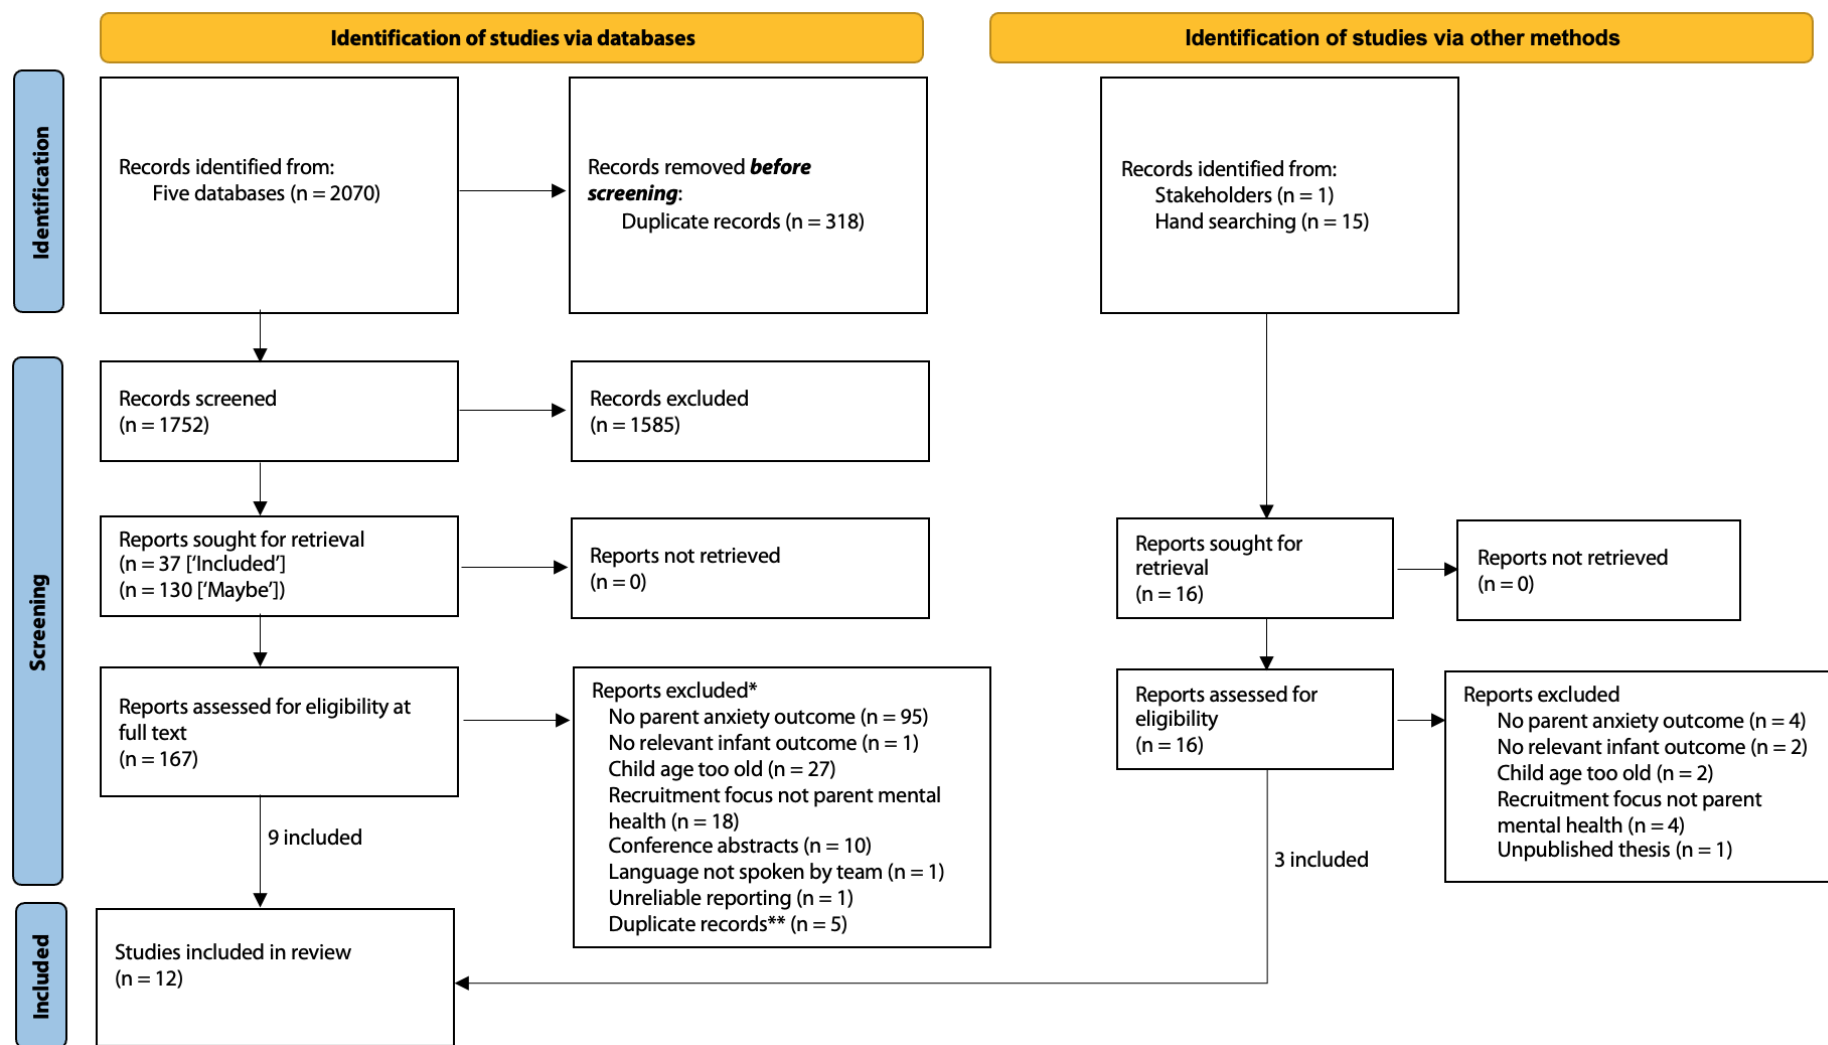 Identification of studies via databases
Identification of studies via other methods
Identification
Records identified from:
Five databases (n = 2070)
Records removed before
screening:
Duplicate records (n = 318)
Records identified from:
Stakeholders (n = 1)
Hand searching (n = 15)
Screening
Records screened
(n = 1752)
Records excluded
(n = 1585)
Reports sought for retrieval
(n = 37 [‘Included’]
(n = 130 [‘Maybe’])
Reports not retrieved
(n = 0)
Reports sought for
retrieval
(n = 16)
Reports not retrieved
(n = 0)
Reports assessed for eligibility at
full text
(n = 167)
Reports excluded*
No parent anxiety outcome (n = 95)
No relevant infant outcome (n = 1)
Child age too old (n = 27)
Recruitment focus not parent mental
health (n = 18)
Conference abstracts (n = 10)
Language not spoken by team (n = 1)
Unreliable reporting (n = 1)
Duplicate records** (n = 5)
Reports assessed for
eligibility
(n = 16)
Reports excluded
No parent anxiety outcome (n = 4)
No relevant infant outcome (n = 2)
Child age too old (n = 2)
Recruitment focus not parent
mental health (n = 4)
Unpublished thesis (n = 1)
9 included
3 included
Included
Studies included in review
(n = 12)